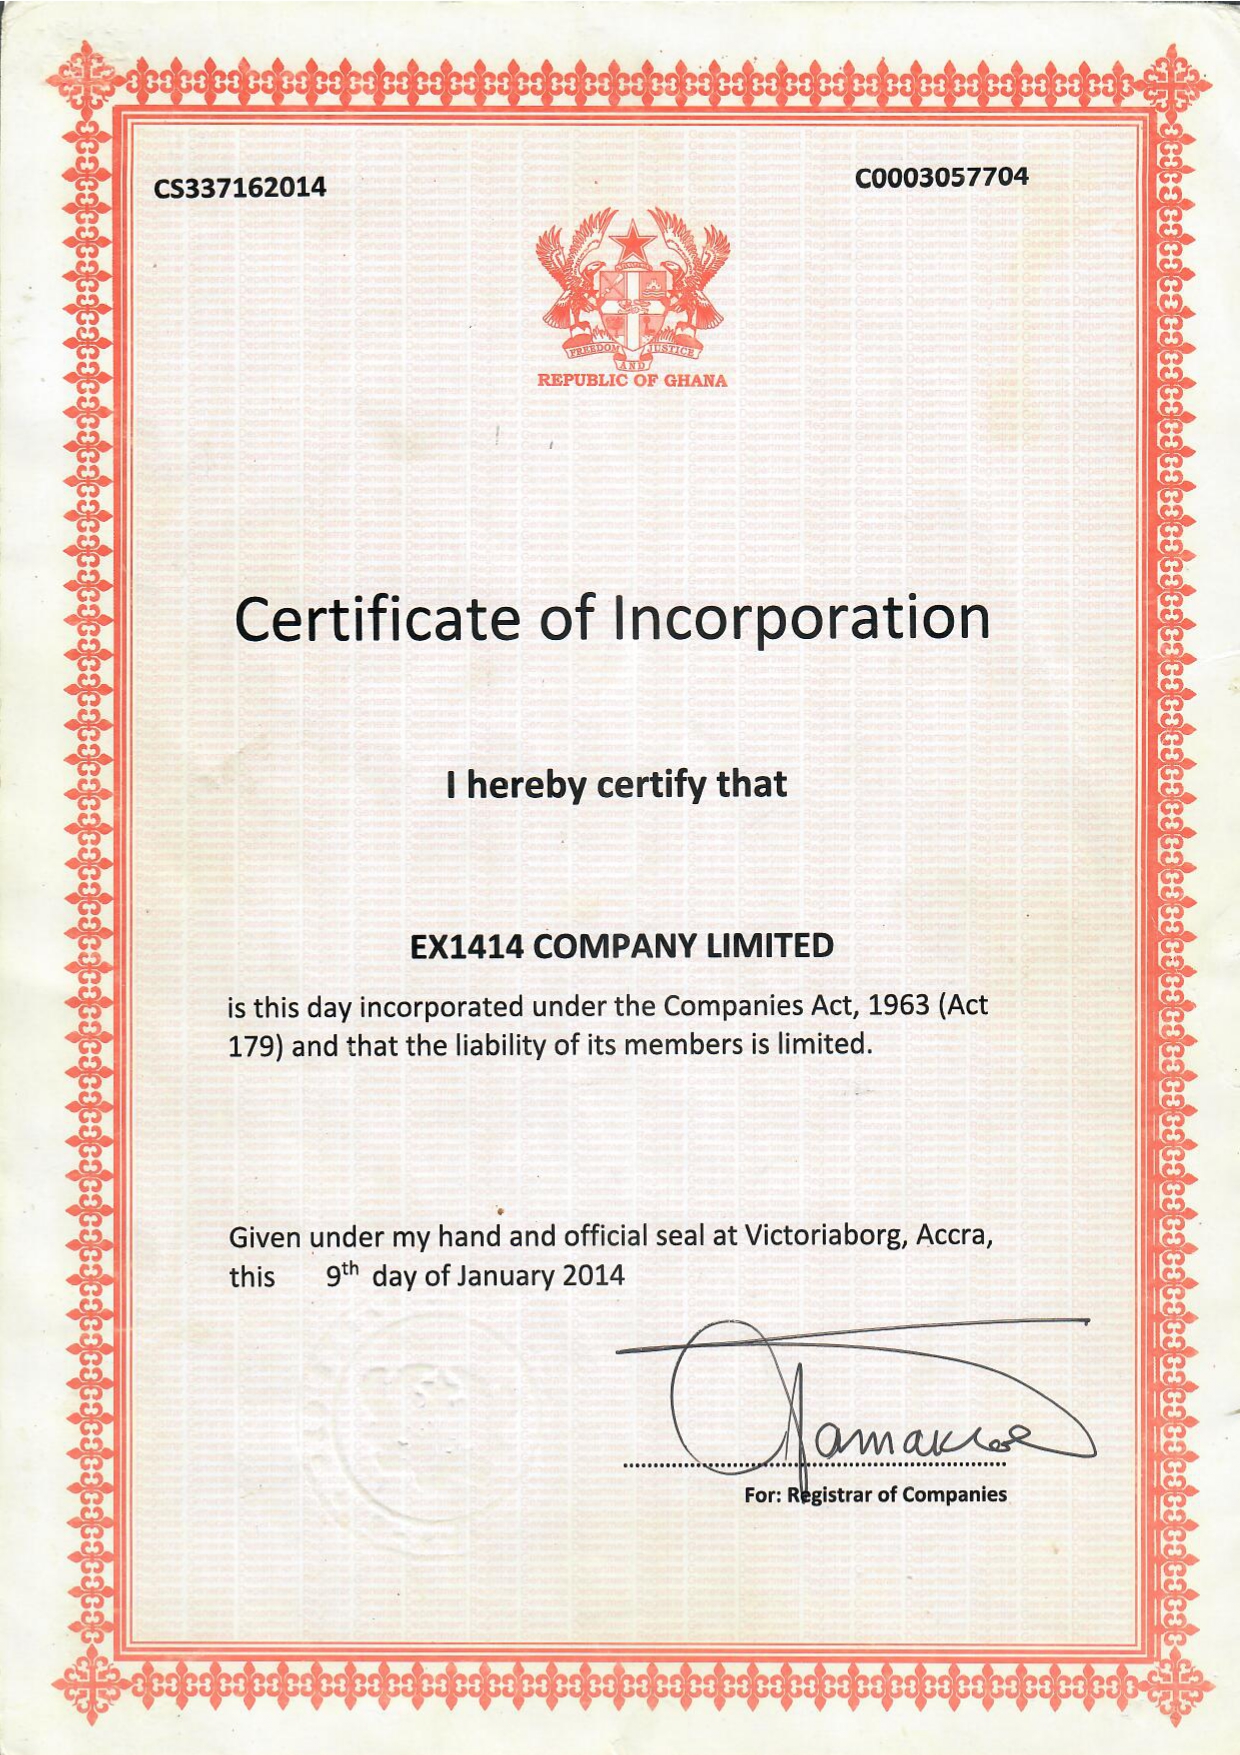 CS337162014
C0003057704
FREEDOM JUSTICE
AND
REPUBLIC OF GHANA
Certificate of Incorporation
I hereby certify that
EX1414 COMPANY LIMITED
is this day incorporated under the Companies Act, 1963 (Act
179) and that the liability of its members is limited.
Given under my hand and official seal at Victoriaborg, Accra,
this 9th day of January 2014
For: Registrar of Companies